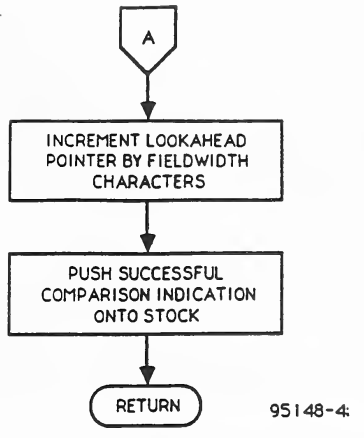 A
INCREMENT LOOKAHEAD
POINTER BY FIELDWIDTH
CHARACTERS
PUSH SUCCESSFUL
COMPARISON INDICATION
ONTO STOCK
RETURN
95148-4